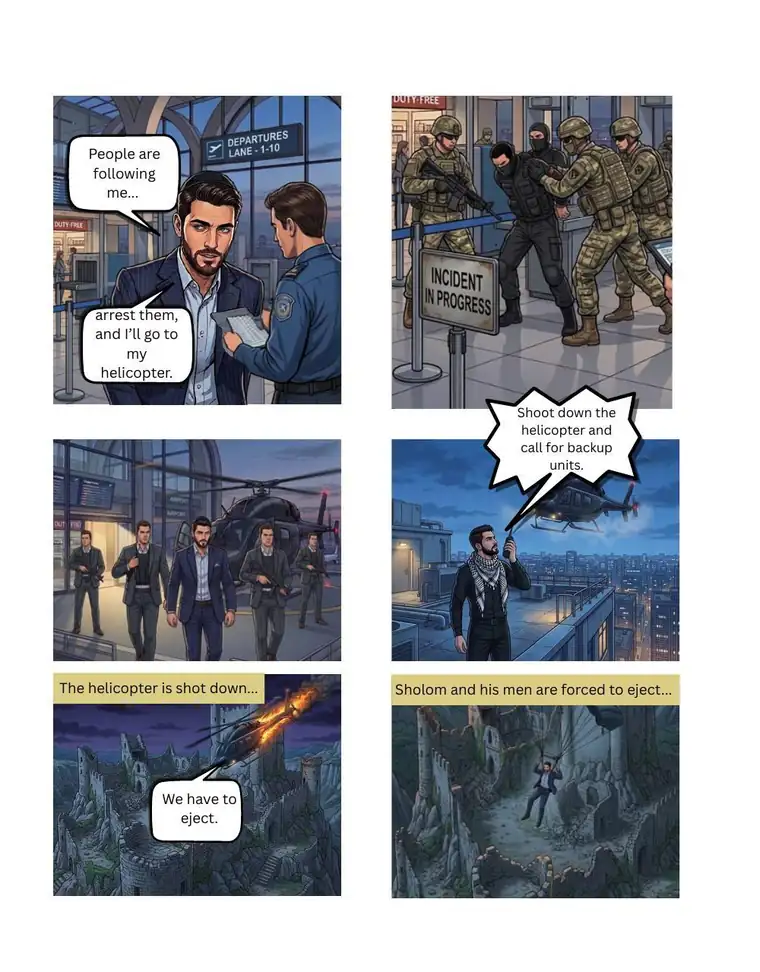 DUTY-FREE
DEPARTURES
LANE - 1-10
People are
following
me...
DUTY-FREE
arrest them,
and I'll go to
my
helicopter.
INCIDENT
IN PROGRESS
Shoot down the
helicopter and
call for backup
units.
The helicopter is shot down...
We have to
eject.
Sholom and his men are forced to eject...